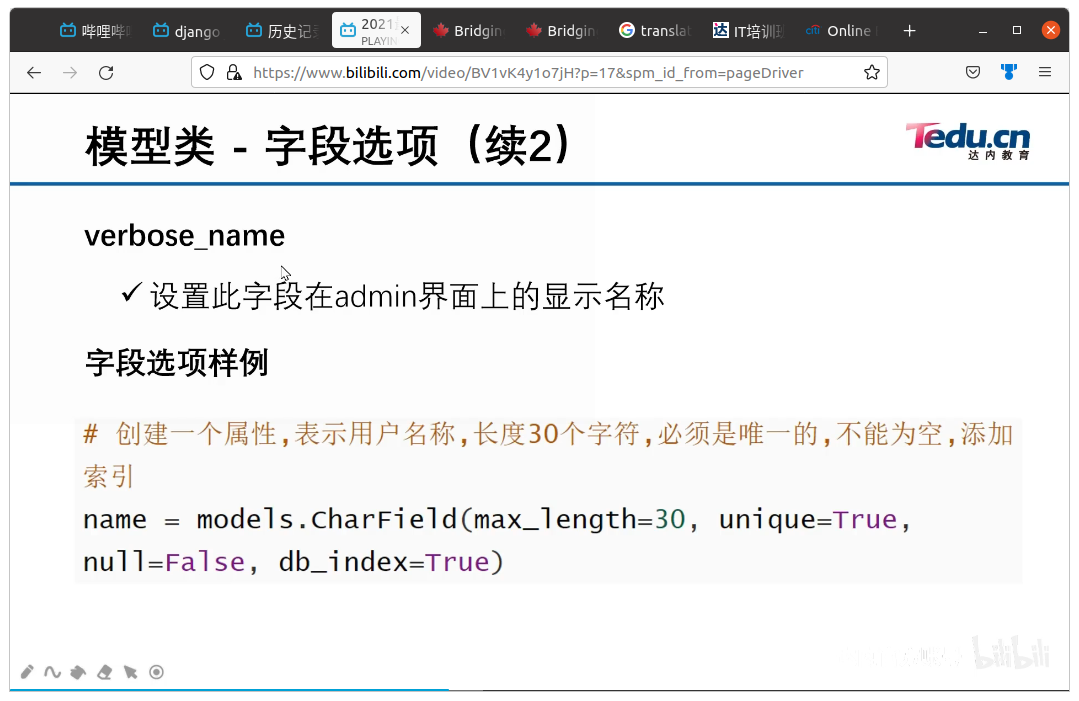 哔哩哔
django
历史记录
2021
PLAYIN
Bridgin
Bridgin
translat
IT培训班
citi Online
https://www.bilibili.com/video/BV1vK4y1o7jH?p=17&spm_id_from=pageDriver
模型类 - 字段选项（续2）
Tedu.cn
达内教育
verbose_name
✓ 设置此字段在admin界面上的显示名称
字段选项样例
# 创建一个属性,表示用户名称,长度30个字符,必须是唯一的,不能为空,添加
索引
name = models.CharField(max_length=30, unique=True,
null=False, db_index=True)
bilibili